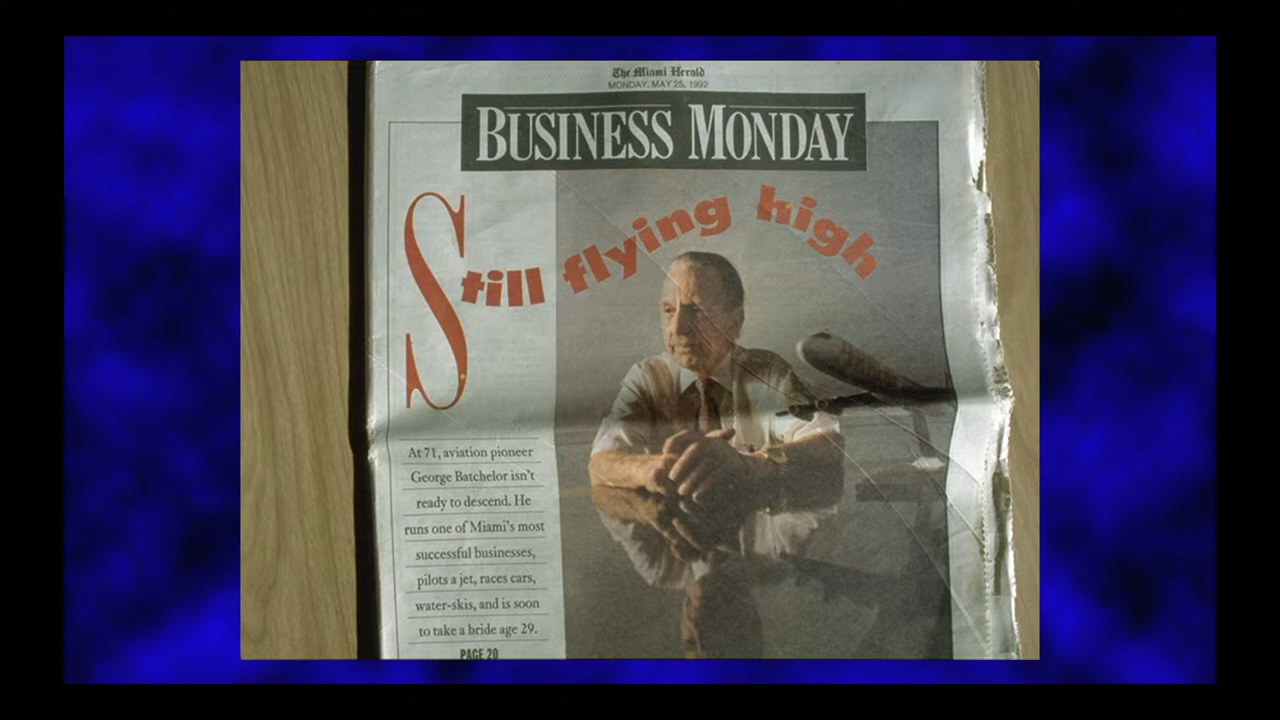 The Miami Herald
MONDAY, MAY 25, 1992
BUSINESS MONDAY
Still flying high
At 71, aviation pioneer
George Batchelor isn't
ready to descend. He
runs one of Miami's most
successful businesses,
pilots a jet, races cars,
water-skis, and is soon
to take a bride age 29.
PAGE 20